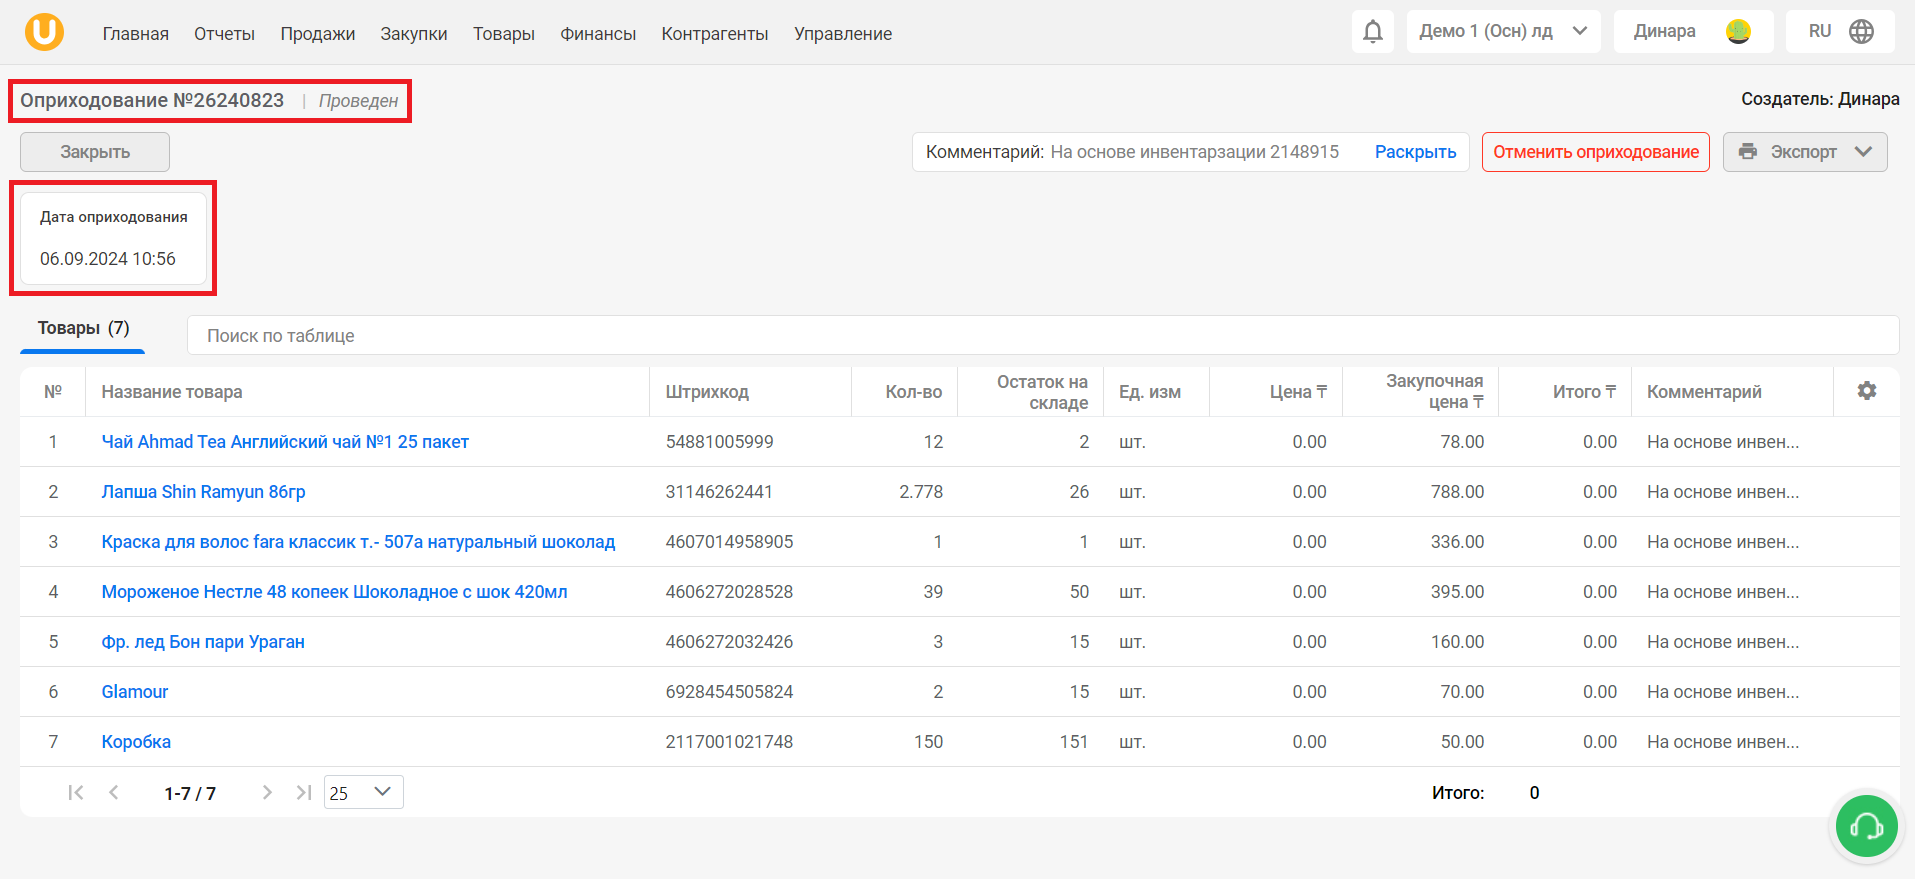 Главная Отчеты Продажи Закупки Товары Финансы Контрагенты Управление Демо 1 (Осн) лд Динара RU
Оприходование №26240823 | Проведен Создатель: Динара
Закрыть Комментарий: На основе инвентарзации 2148915 Раскрыть Отменить оприходование Экспорт
Дата оприходования
06.09.2024 10:56
Товары (7) Поиск по таблице
№ Название товара Штрихкод Кол-во Остаток на складе Ед. изм Цена ₸ Закупочная цена ₸ Итого ₸ Комментарий
1 Чай Ahmad Tea Английский чай №1 25 пакет 54881005999 12 2 шт. 0.00 78.00 0.00 На основе инвен...
2 Лапша Shin Ramyun 86гр 31146262441 2.778 26 шт. 0.00 788.00 0.00 На основе инвен...
3 Краска для волос fara классик т.- 507а натуральный шоколад 4607014958905 1 1 шт. 0.00 336.00 0.00 На основе инвен...
4 Мороженое Нестле 48 копеек Шоколадное с шок 420мл 4606272028528 39 50 шт. 0.00 395.00 0.00 На основе инвен...
5 Фр. лед Бон пари Ураган 4606272032426 3 15 шт. 0.00 160.00 0.00 На основе инвен...
6 Glamour 6928454505824 2 15 шт. 0.00 70.00 0.00 На основе инвен...
7 Коробка 2117001021748 150 151 шт. 0.00 50.00 0.00 На основе инвен...
1-7 / 7 25 Итого: 0